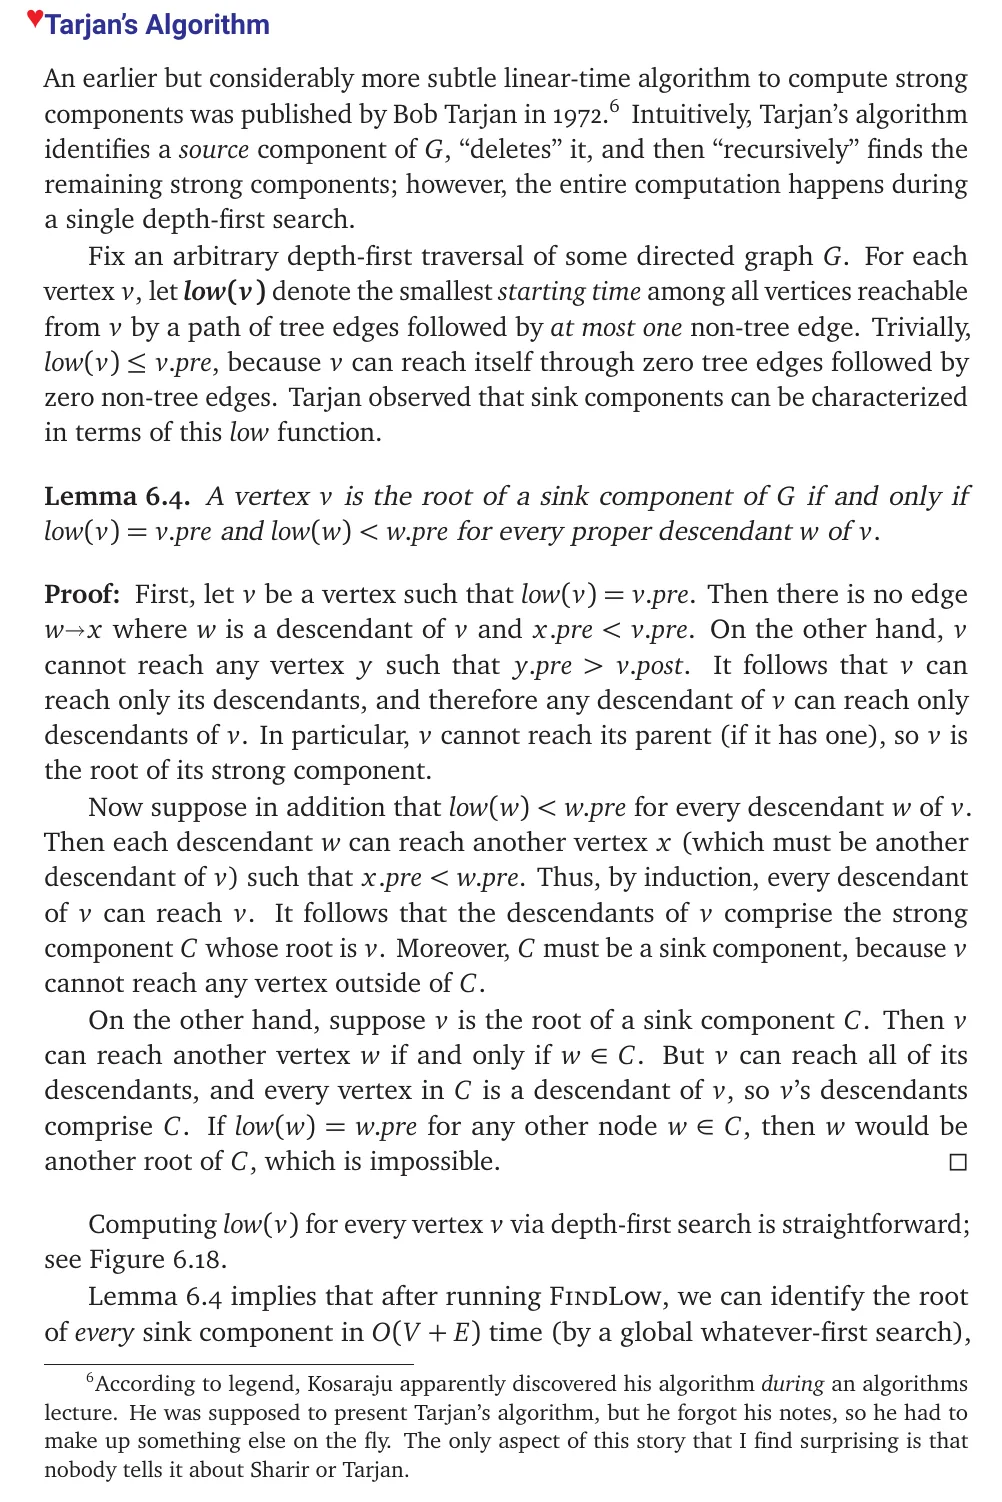 ♥Tarjan’s Algorithm
An earlier but considerably more subtle linear-time algorithm to compute strong
components was published by Bob Tarjan in 1972.⁶ Intuitively, Tarjan’s algorithm
identifies a source component of G, “deletes” it, and then “recursively” finds the
remaining strong components; however, the entire computation happens during
a single depth-first search.
Fix an arbitrary depth-first traversal of some directed graph G. For each
vertex v, let low(v) denote the smallest starting time among all vertices reachable
from v by a path of tree edges followed by at most one non-tree edge. Trivially,
low(v) ≤ v.pre, because v can reach itself through zero tree edges followed by
zero non-tree edges. Tarjan observed that sink components can be characterized
in terms of this low function.
Lemma 6.4. A vertex v is the root of a sink component of G if and only if
low(v) = v.pre and low(w) < w.pre for every proper descendant w of v.
Proof: First, let v be a vertex such that low(v) = v.pre. Then there is no edge
w→x where w is a descendant of v and x.pre < v.pre. On the other hand, v
cannot reach any vertex y such that y.pre > v.post. It follows that v can
reach only its descendants, and therefore any descendant of v can reach only
descendants of v. In particular, v cannot reach its parent (if it has one), so v is
the root of its strong component.
Now suppose in addition that low(w) < w.pre for every descendant w of v.
Then each descendant w can reach another vertex x (which must be another
descendant of v) such that x.pre < w.pre. Thus, by induction, every descendant
of v can reach v. It follows that the descendants of v comprise the strong
component C whose root is v. Moreover, C must be a sink component, because v
cannot reach any vertex outside of C.
On the other hand, suppose v is the root of a sink component C. Then v
can reach another vertex w if and only if w ∈ C. But v can reach all of its
descendants, and every vertex in C is a descendant of v, so v’s descendants
comprise C. If low(w) = w.pre for any other node w ∈ C, then w would be
another root of C, which is impossible. □
Computing low(v) for every vertex v via depth-first search is straightforward;
see Figure 6.18.
Lemma 6.4 implies that after running FINDLOW, we can identify the root
of every sink component in O(V + E) time (by a global whatever-first search),
⁶According to legend, Kosaraju apparently discovered his algorithm during an algorithms
lecture. He was supposed to present Tarjan’s algorithm, but he forgot his notes, so he had to
make up something else on the fly. The only aspect of this story that I find surprising is that
nobody tells it about Sharir or Tarjan.